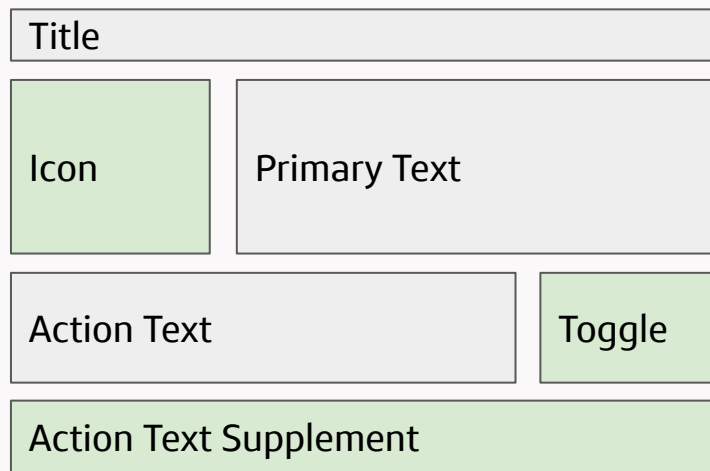 Title
Icon
Primary Text
Action Text
Toggle
Action Text Supplement